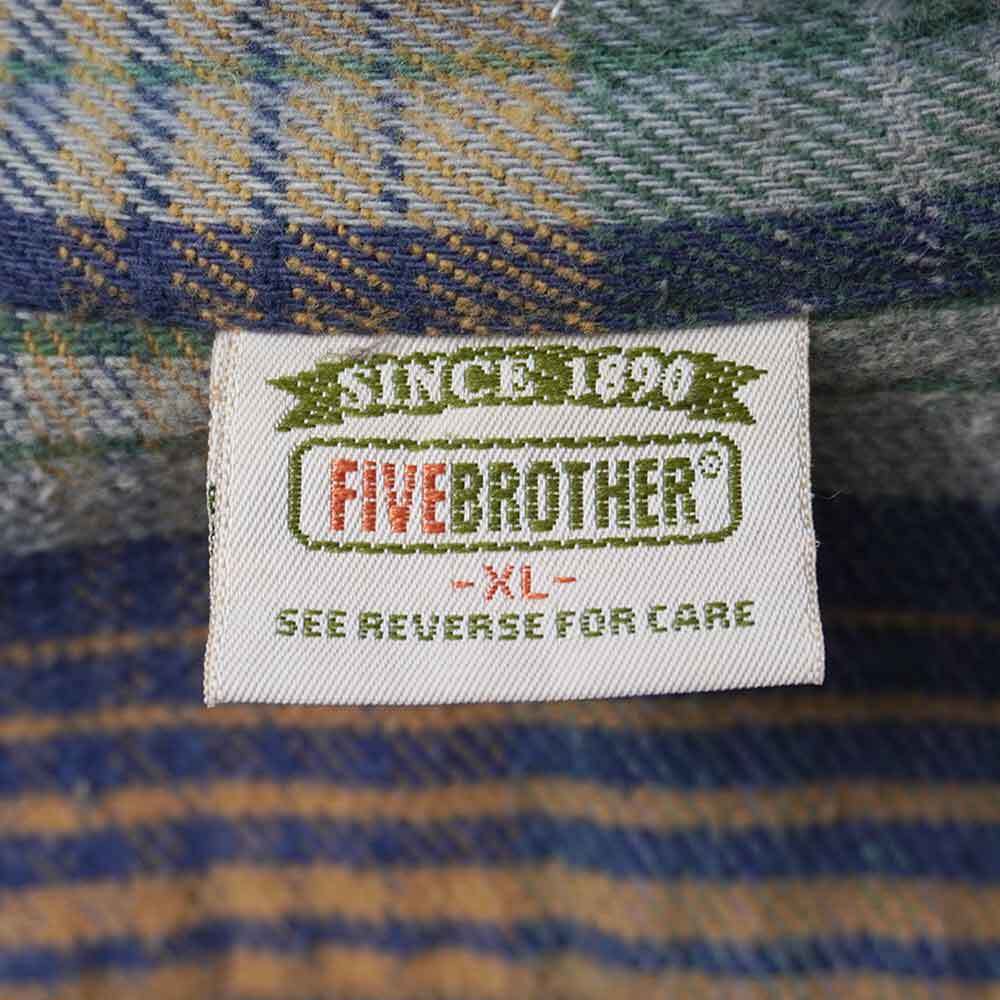 SINCE 1890
FIVEBROTHER®
-XL-
SEE REVERSE FOR CARE